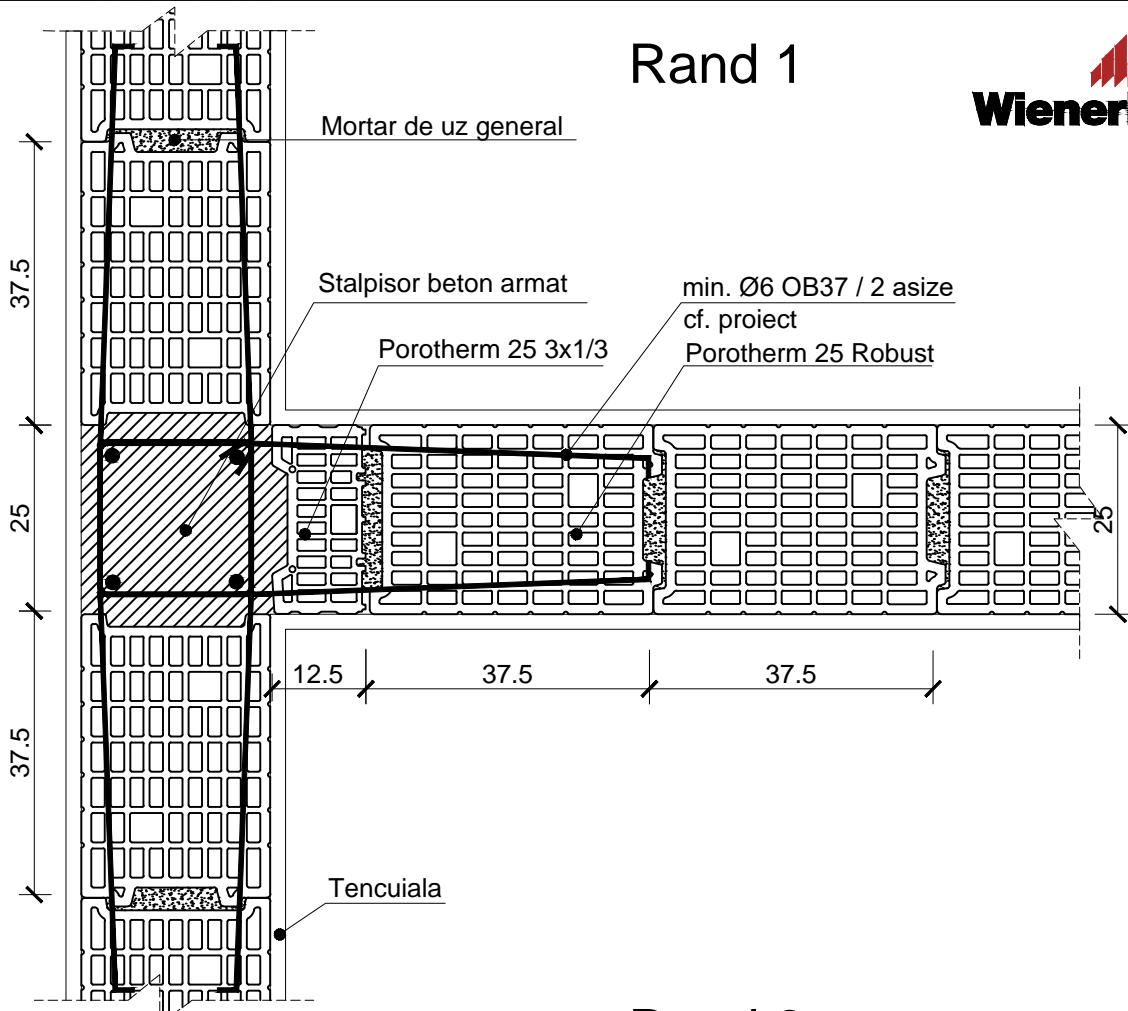 Rand 1
Mortar de uz general
37.5
Stalpisor beton armat
min. Ø6 OB37 / 2 asize
cf. proiect
Porotherm 25 3x1/3
Porotherm 25 Robust
25
25
12.5
37.5
37.5
37.5
Tencuiala